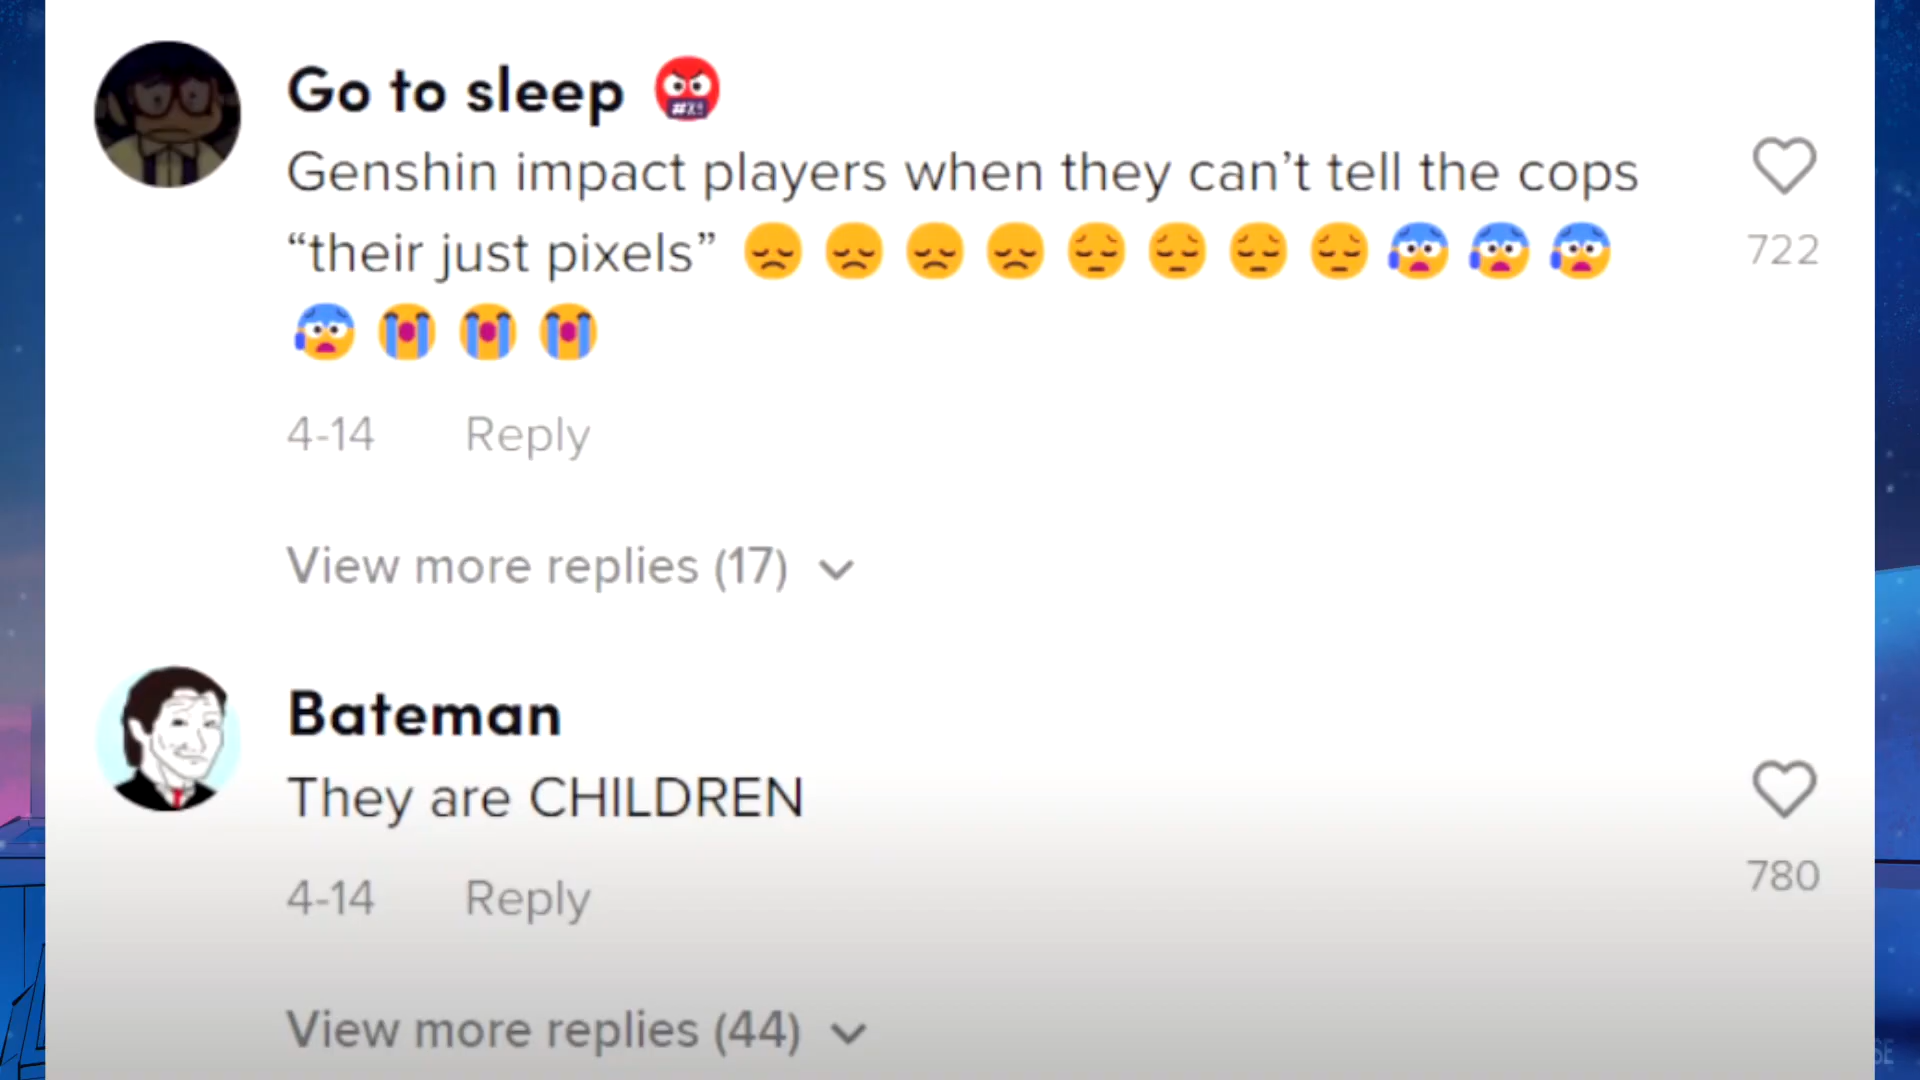 Go to sleep 🤬
Genshin impact players when they can’t tell the cops
“their just pixels” 😞 😞 😞 😞 😔 😔 😔 😔 😰 😰 😰
😰 😭 😭 😭
722
4-14 Reply
View more replies (17)
Bateman
They are CHILDREN
780
4-14 Reply
View more replies (44)
SE